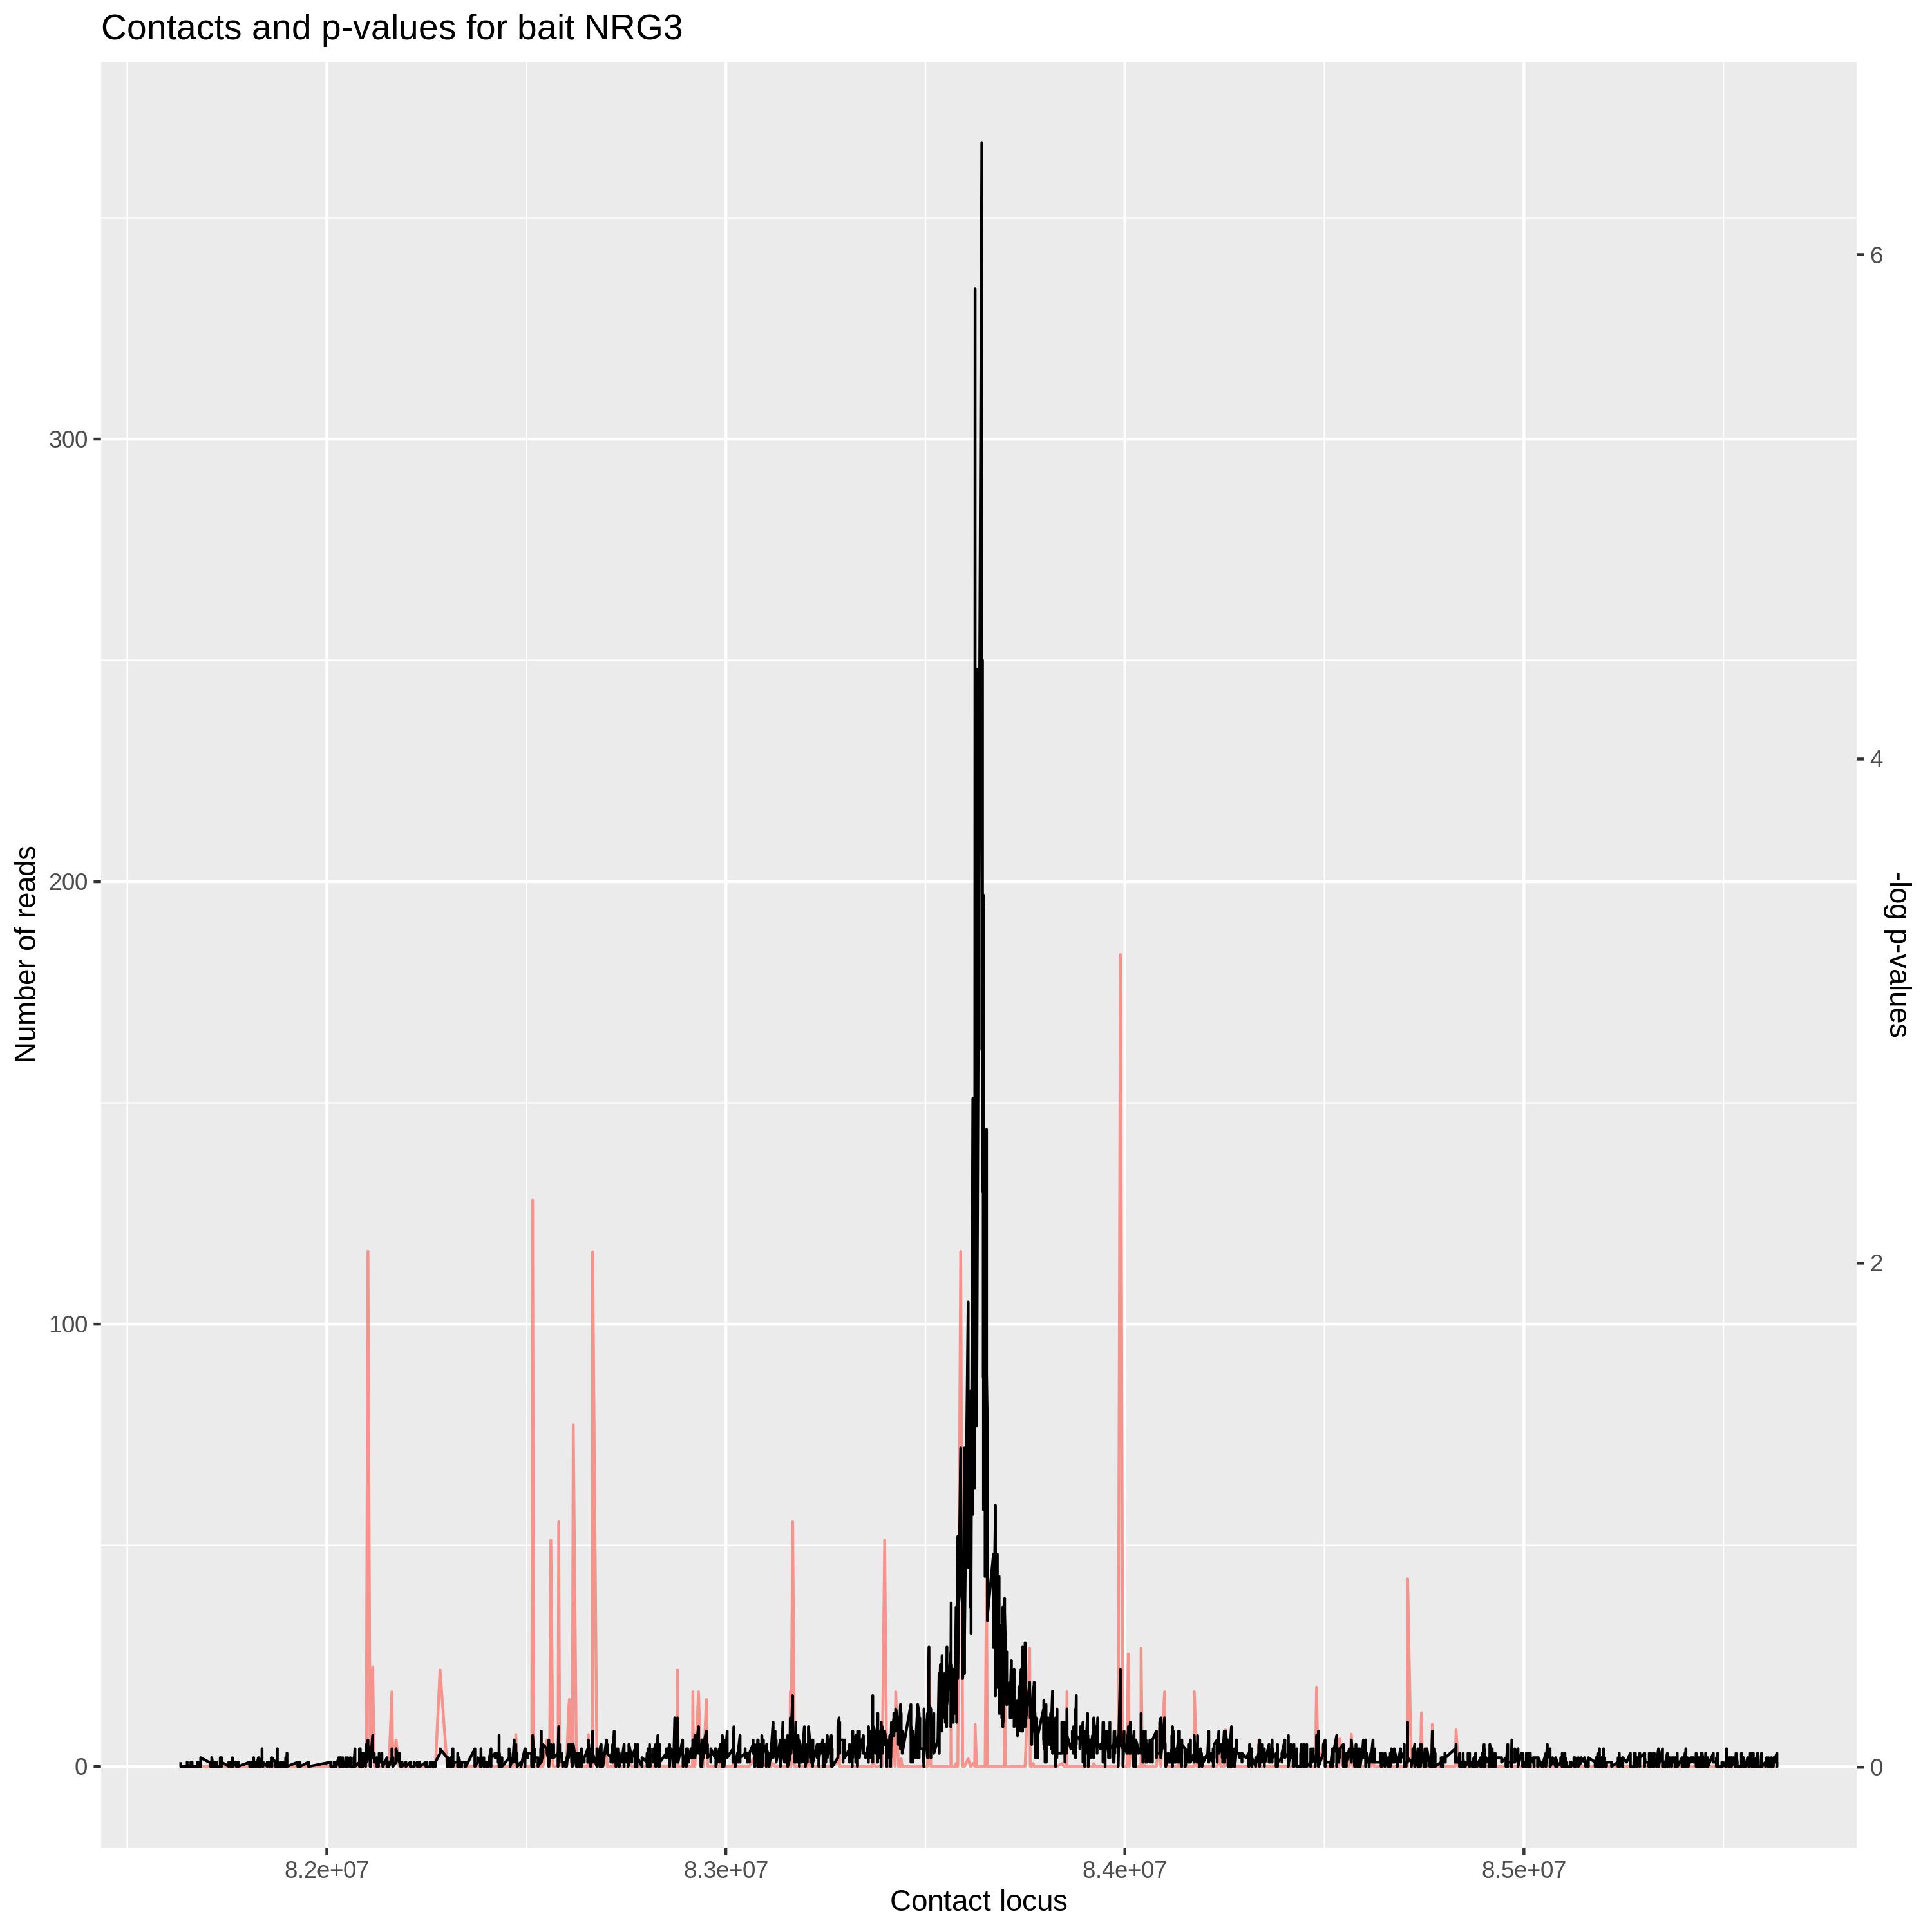 Contacts and p-values for bait NRG3
300
200
100
0
6
4
2
0
Number of reads
-log p-values
8.2e+07 8.3e+07 8.4e+07 8.5e+07
Contact locus